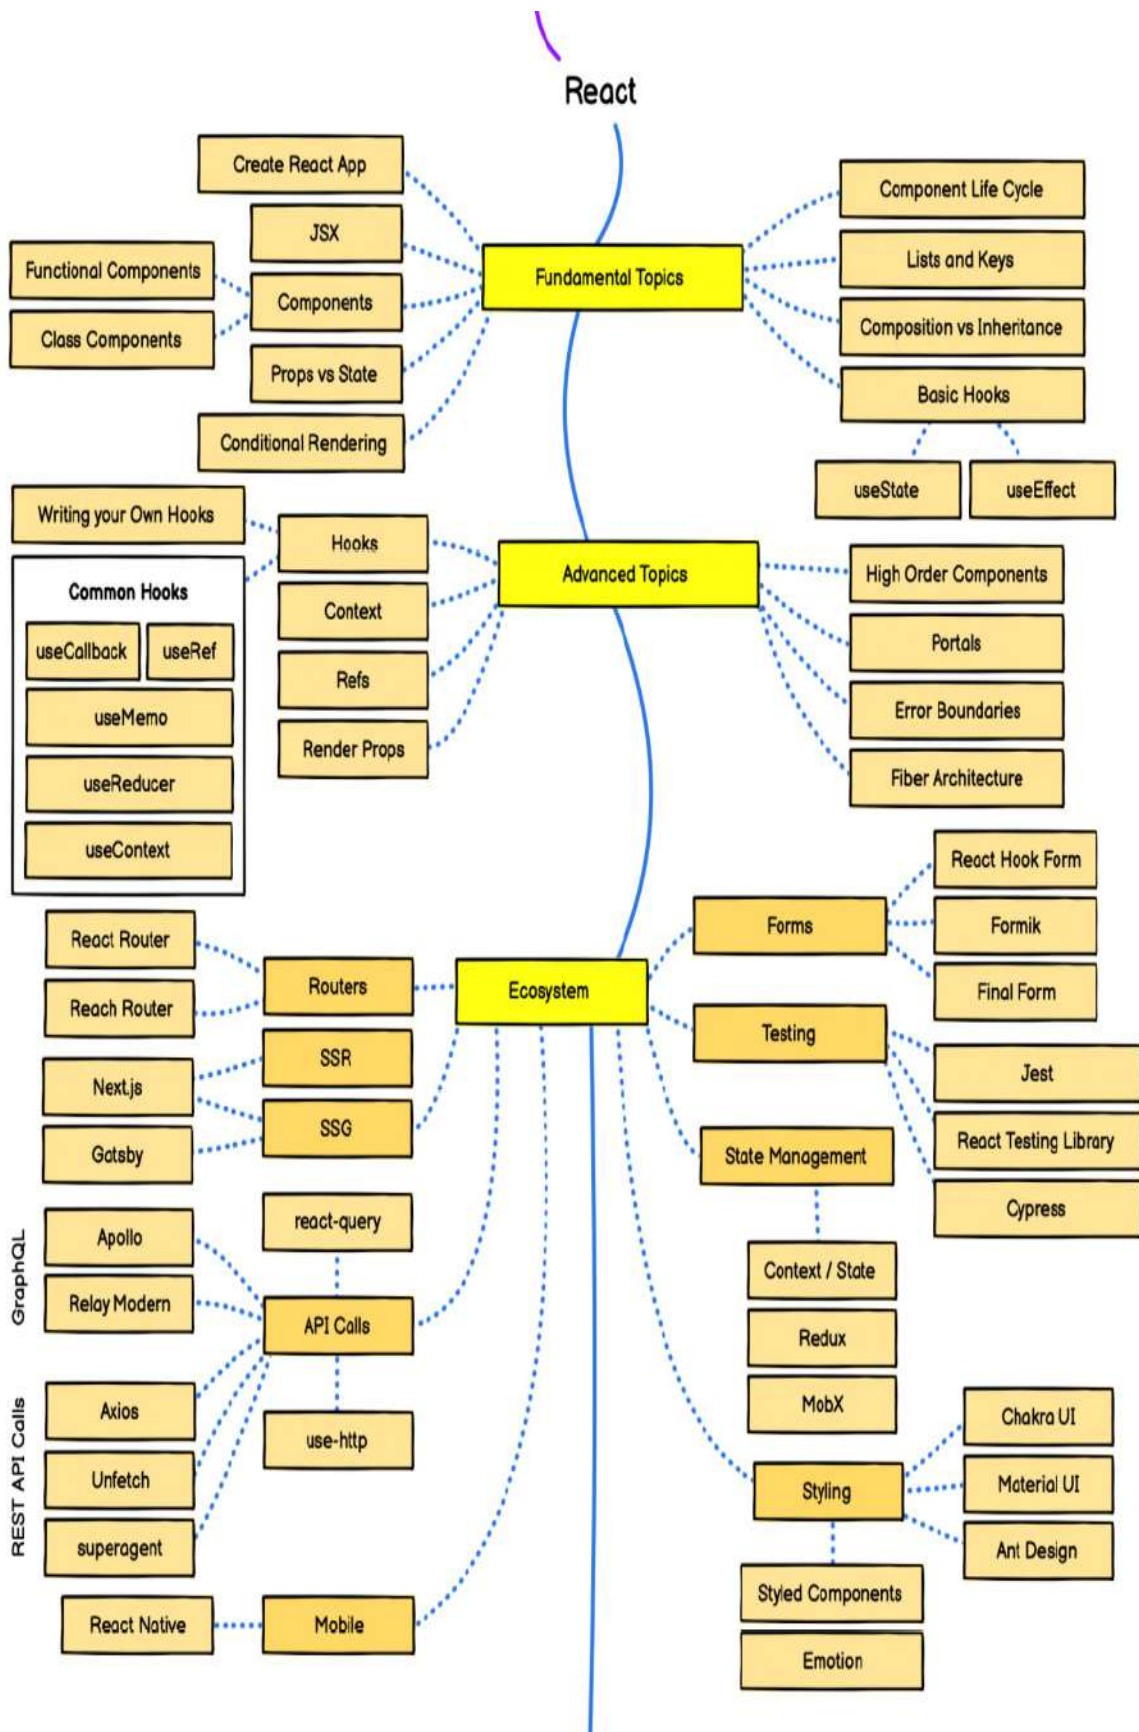 React
Create React App
JSX
Functional Components
Components
Class Components
Props vs State
Conditional Rendering
Fundamental Topics
Component Life Cycle
Lists and Keys
Composition vs Inheritance
Basic Hooks
useState
useEffect
Writing your Own Hooks
Hooks
Common Hooks
useCallback
useRef
useMemo
useReducer
useContext
Context
Refs
Render Props
Advanced Topics
High Order Components
Portals
Error Boundaries
Fiber Architecture
React Router
Reach Router
Routers
Ecosystem
SSR
SSG
Next.js
Gatsby
GraphQL
Apollo
Relay Modern
react-query
API Calls
use-http
REST API Calls
Axios
Unfetch
superagent
React Native
Mobile
Forms
React Hook Form
Formik
Final Form
Testing
Jest
React Testing Library
Cypress
State Management
Context / State
Redux
MobX
Styling
Chakra UI
Material UI
Ant Design
Styled Components
Emotion